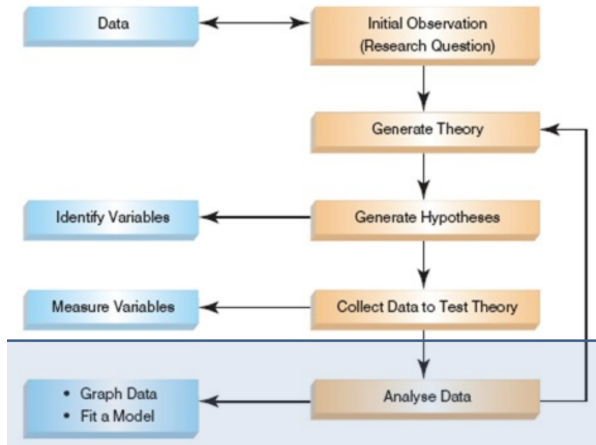 Data
Initial Observation
(Research Question)
Generate Theory
Identify Variables
Generate Hypotheses
Measure Variables
Collect Data to Test Theory
• Graph Data
• Fit a Model
Analyse Data